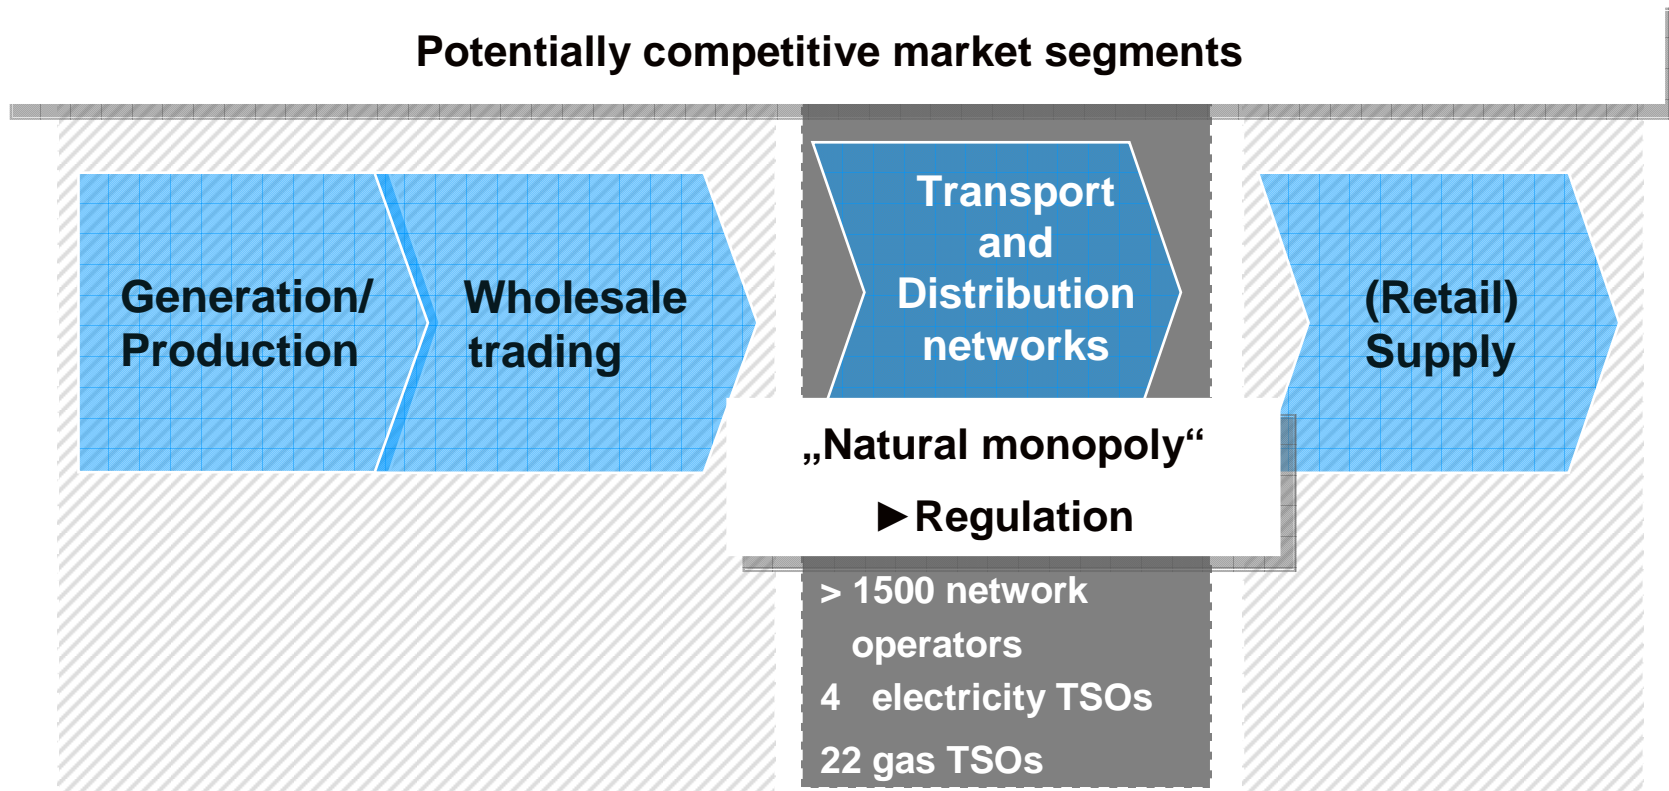 Potentially competitive market segments
Generation/
Production
Wholesale
trading
Transport
and
Distribution
networks
(Retail)
Supply
„Natural monopoly“
►Regulation
> 1500 network
operators
4 electricity TSOs
22 gas TSOs